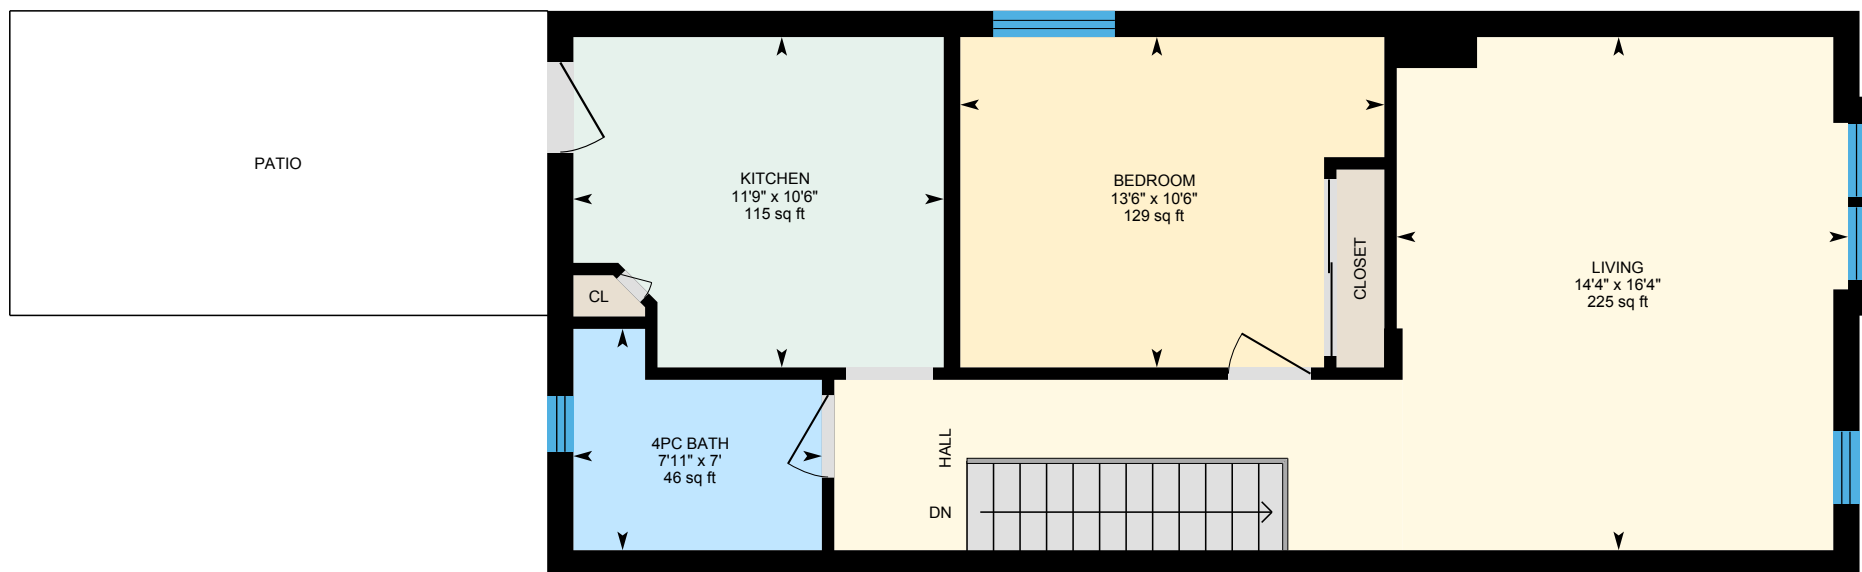 PATIO
KITCHEN
11'9" x 10'6"
115 sq ft
BEDROOM
13'6" x 10'6"
129 sq ft
CLOSET
LIVING
14'4" x 16'4"
225 sq ft
CL
4PC BATH
7'11" x 7'
46 sq ft
HALL
DN